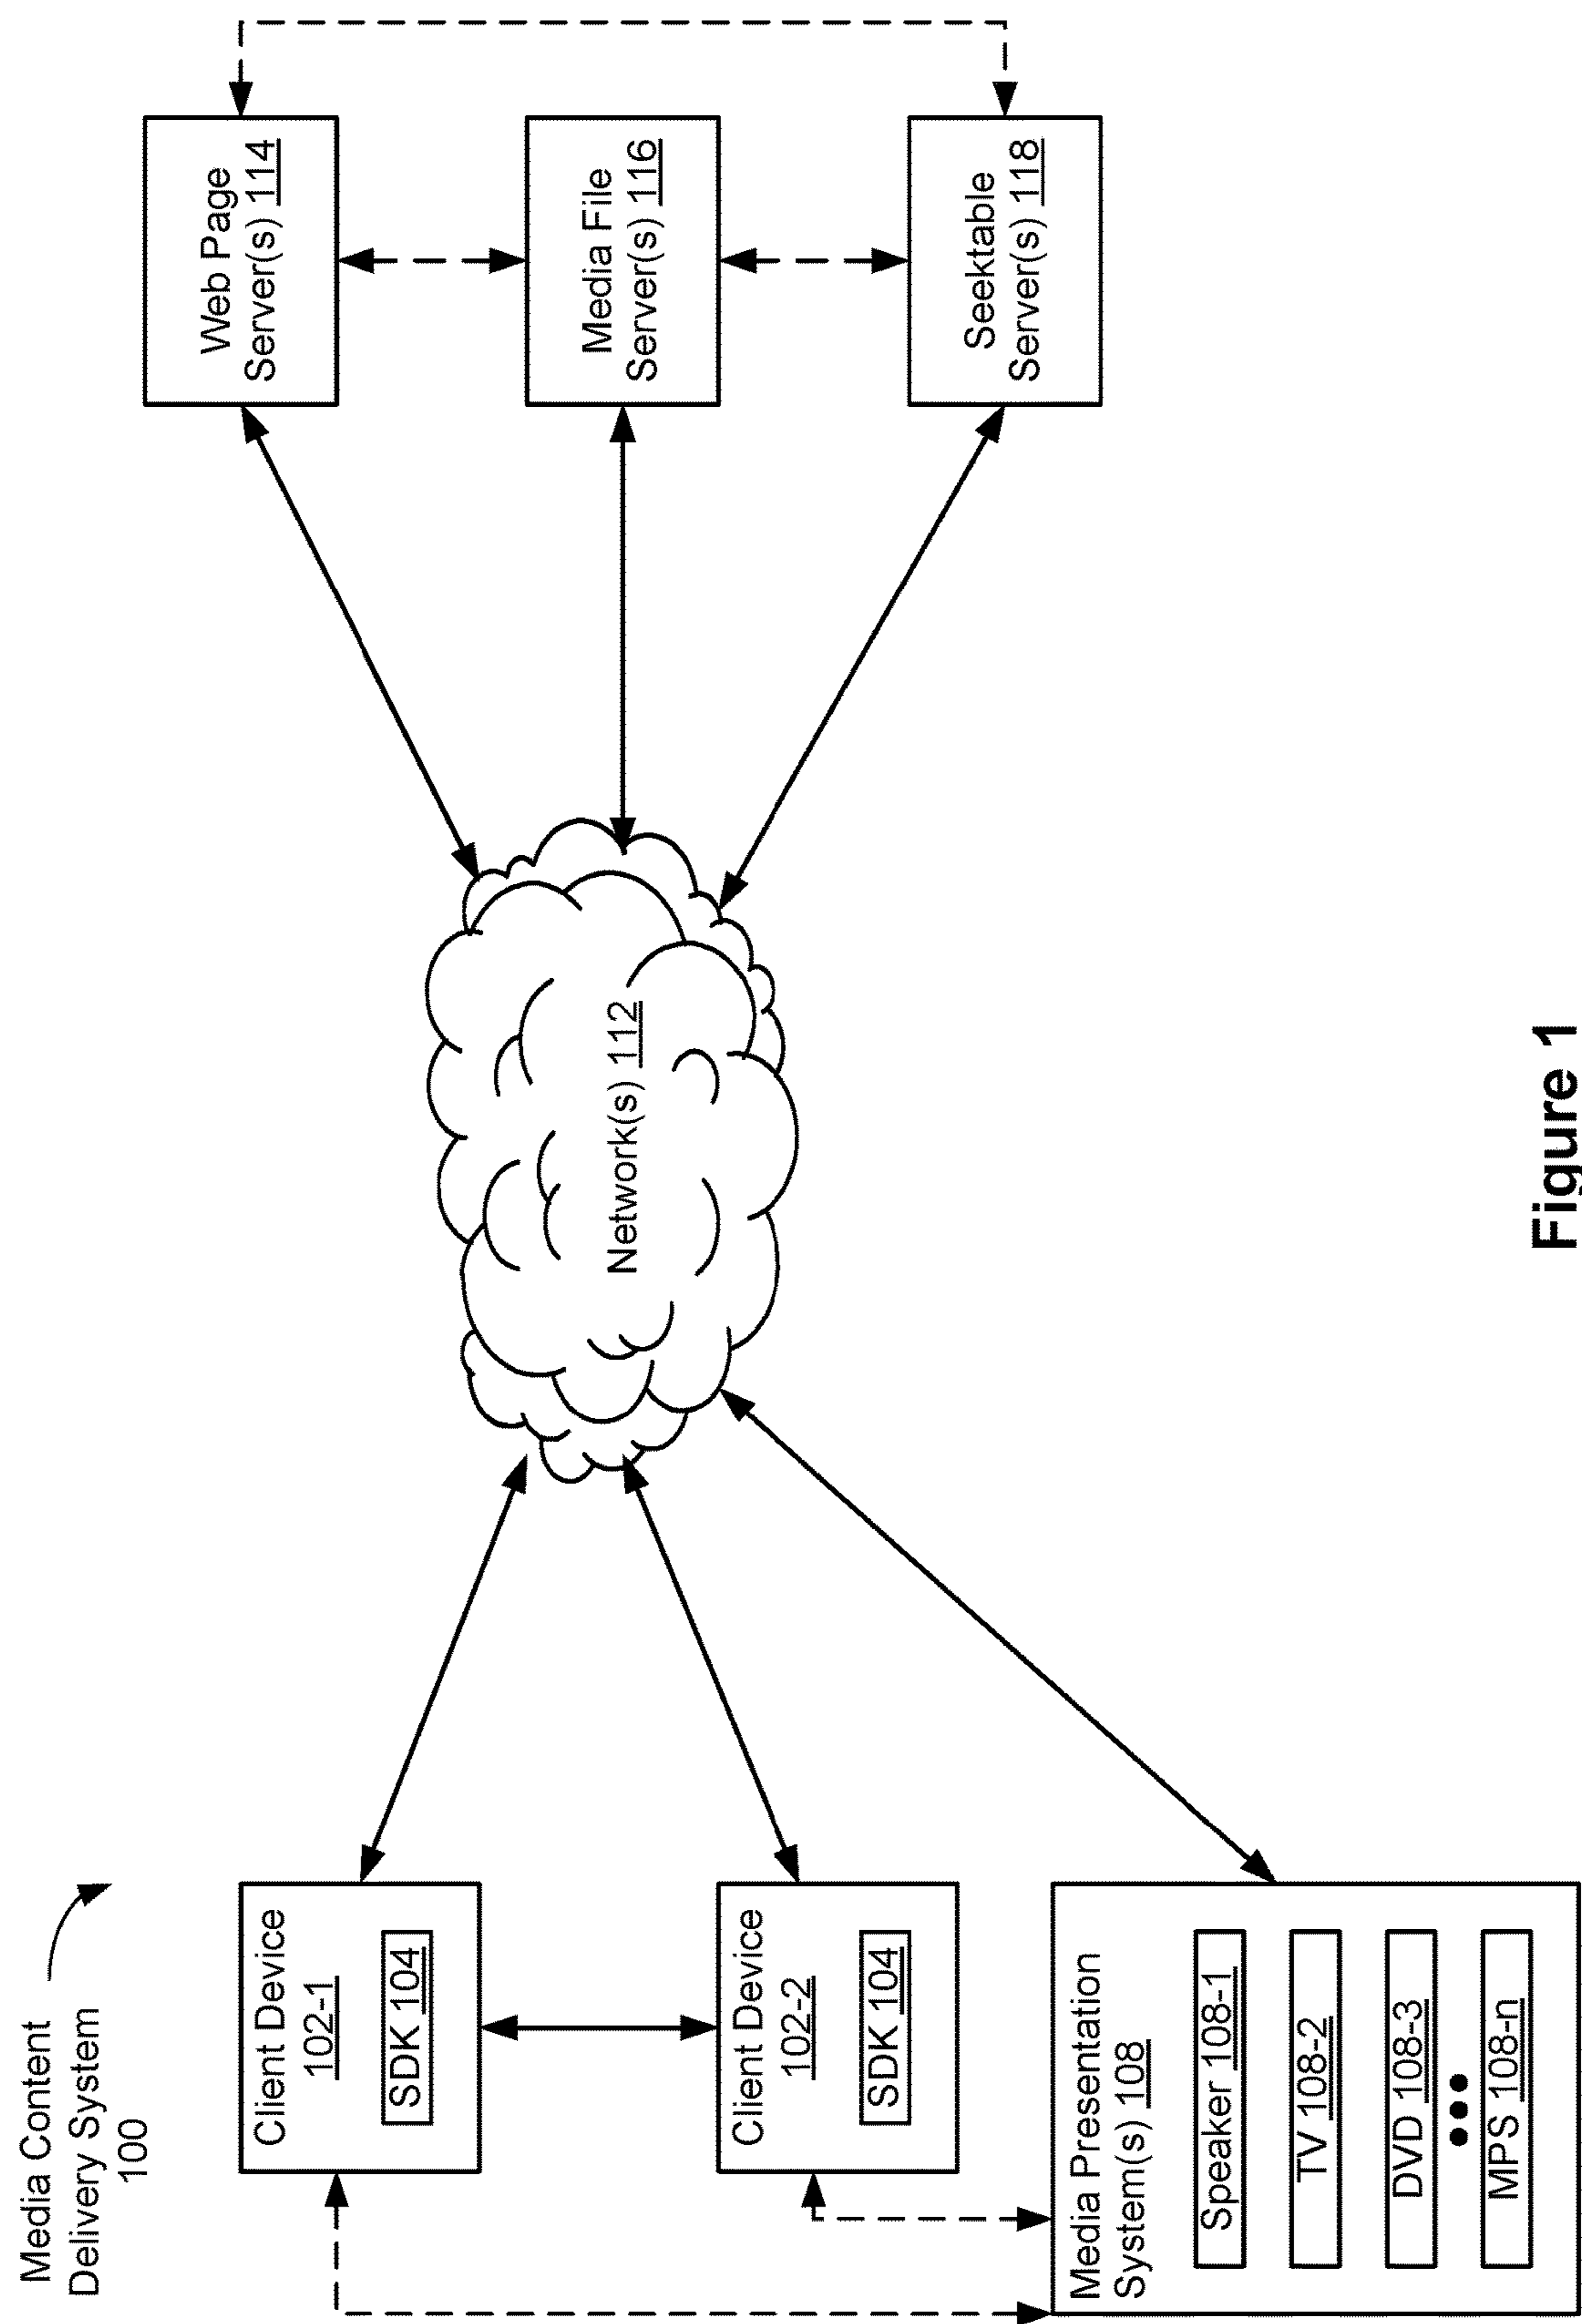 Media Content
Delivery System
100
Client Device
102-1
SDK 104
Client Device
102-2
SDK 104
Media Presentation
System(s) 108
Speaker 108-1
TV 108-2
DVD 108-3
MPS 108-n
Network(s) 112
Web Page
Server(s) 114
Media File
Server(s) 116
Seektable
Server(s) 118
Figure 1